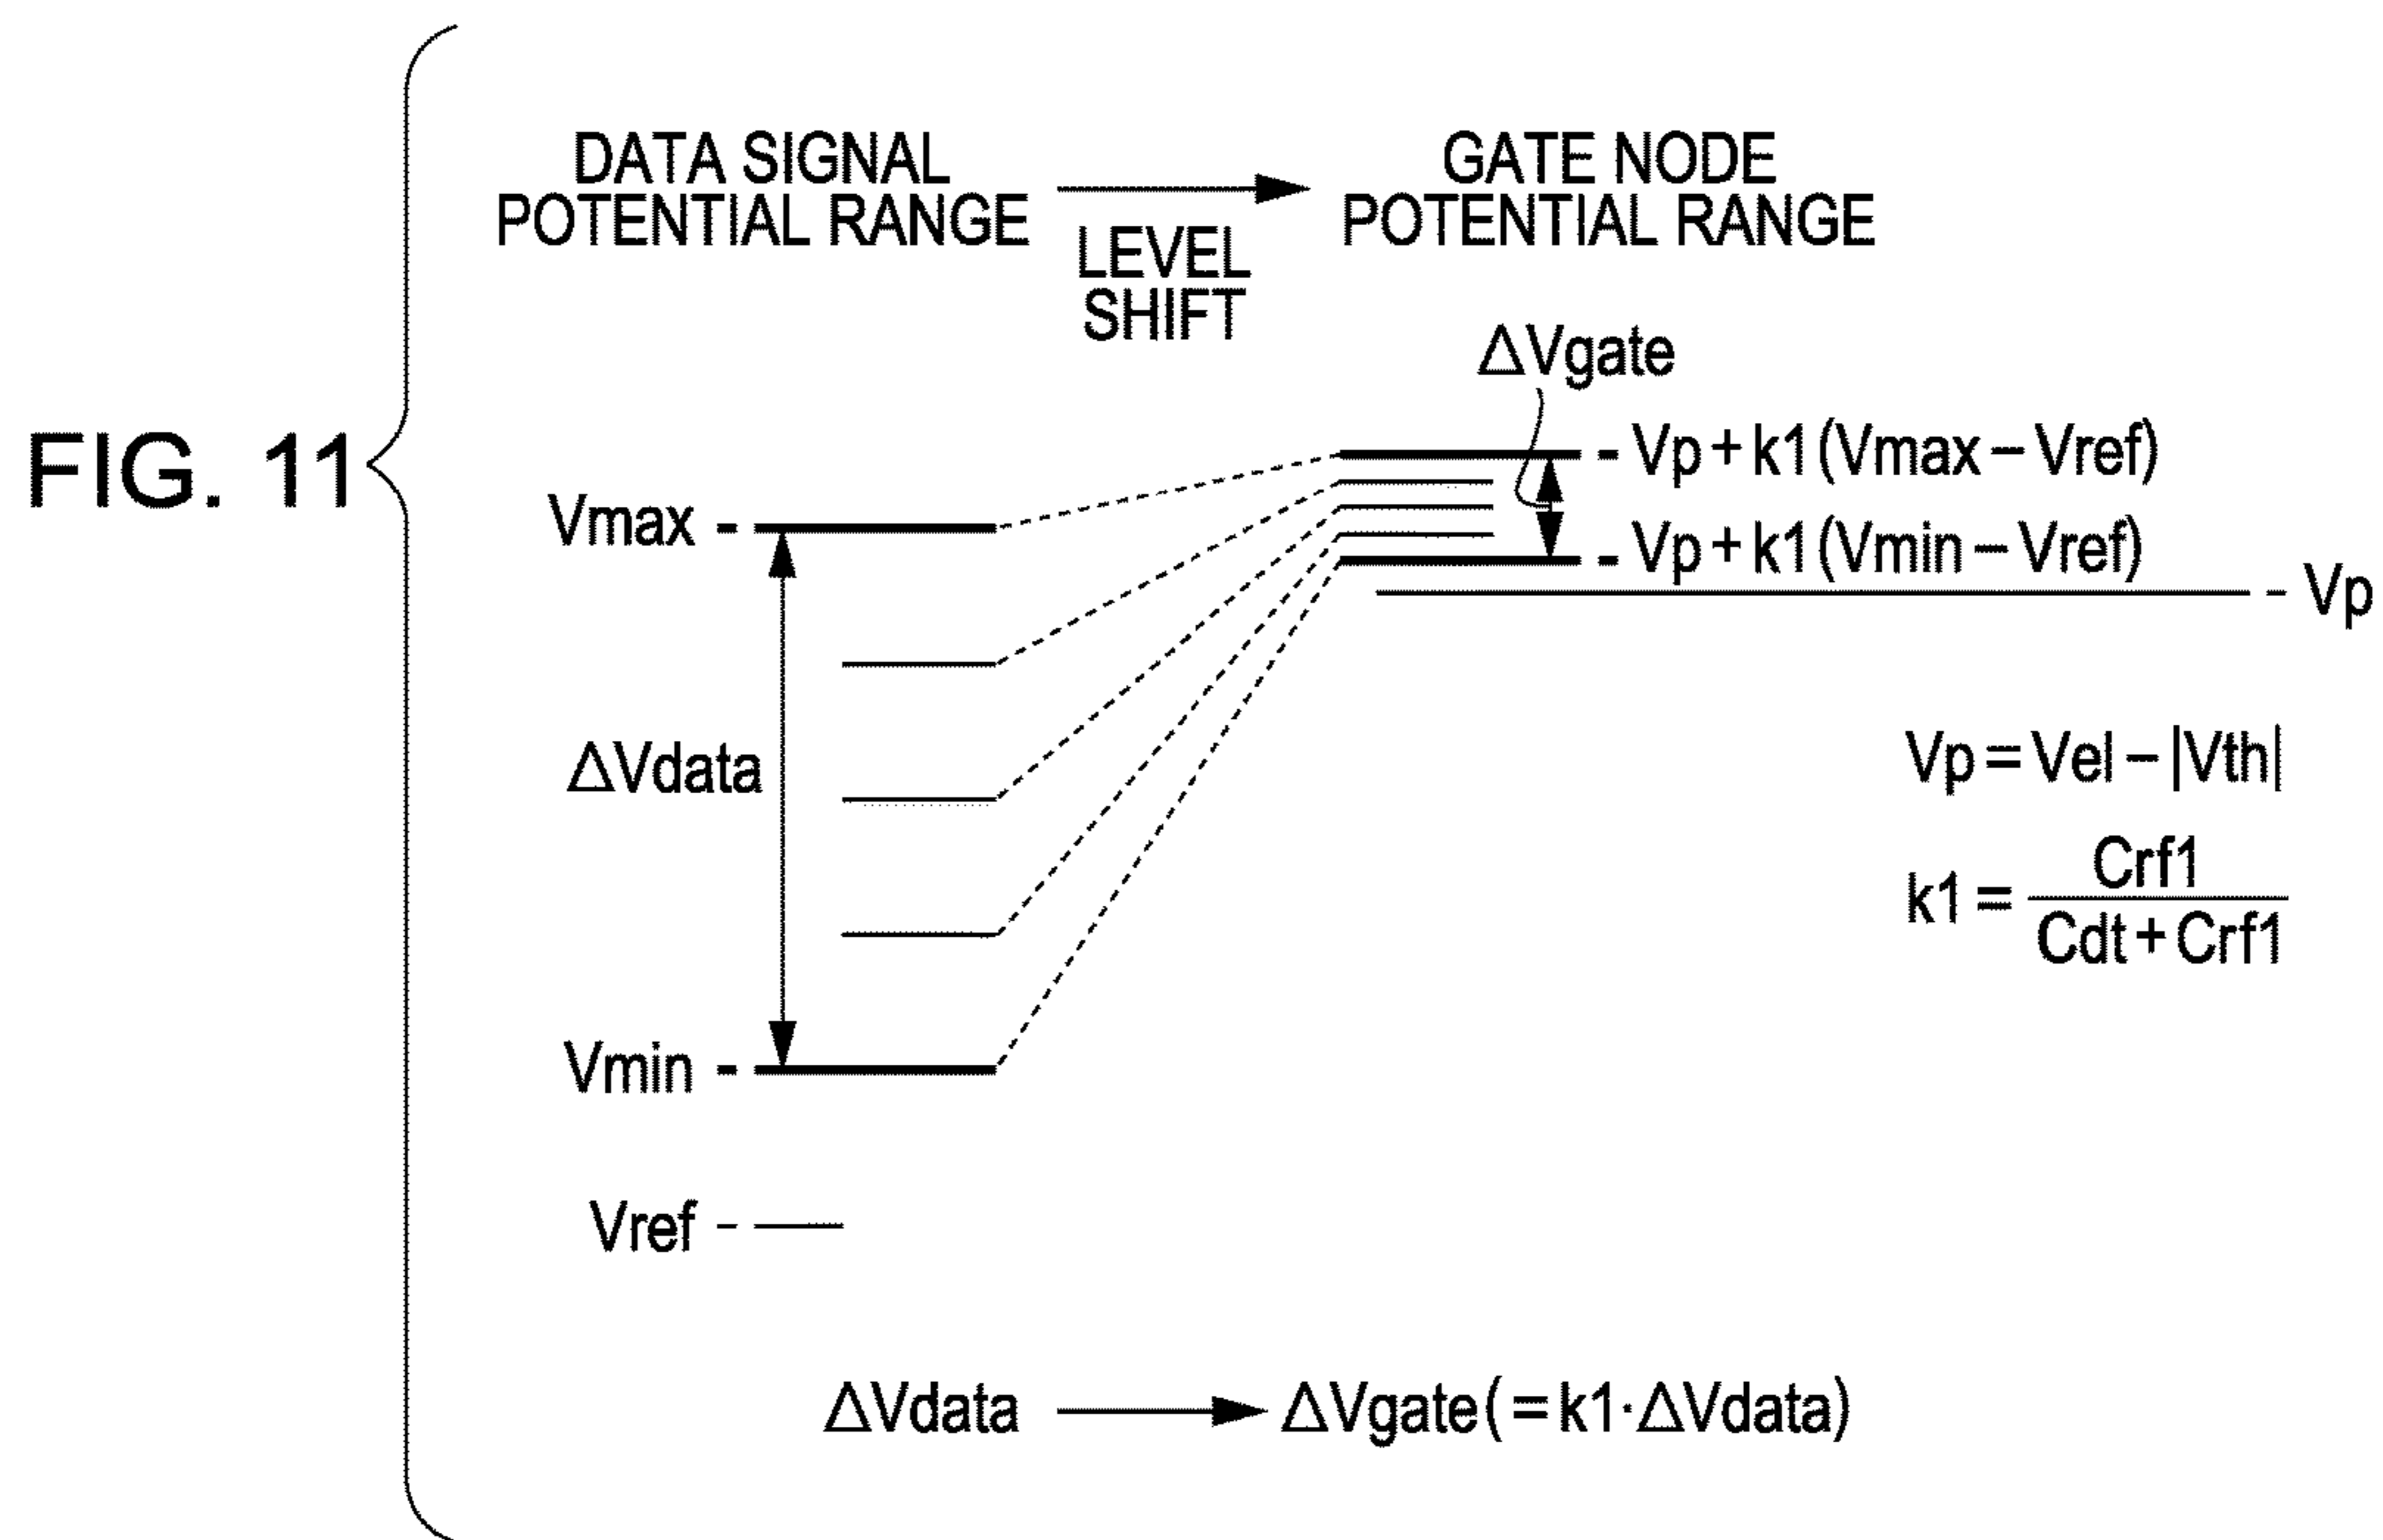 FIG. 11
DATA SIGNAL
POTENTIAL RANGE
LEVEL
SHIFT
GATE NODE
POTENTIAL RANGE
ΔVgate
Vp + k1 (Vmax – Vref)
Vmax
Vp + k1 (Vmin – Vref)
Vp
ΔVdata
Vp = Vel – |Vth|
k1 = Crf1
Cdt + Crf1
Vmin
Vref
ΔVdata → ΔVgate ( = k1·ΔVdata)